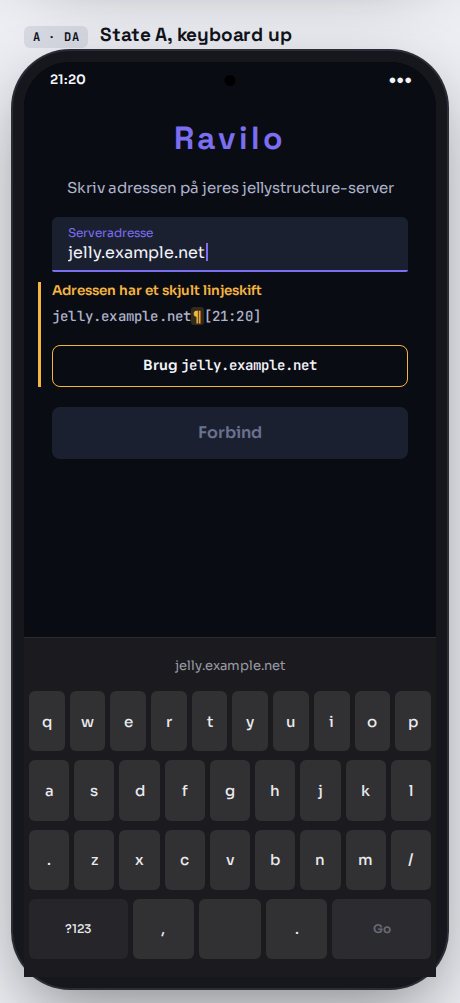 A · DA State A, keyboard up
21:20
Ravilo
Skriv adressen på jeres jellystructure-server
Serveradresse
jelly.example.net
Adressen har et skjult linjeskift
jelly.example.net¶[21:20]
Brug jelly.example.net
Forbind
jelly.example.net
q w e r t y u i o p
a s d f g h j k l
. z x c v b n m /
?123 , . Go